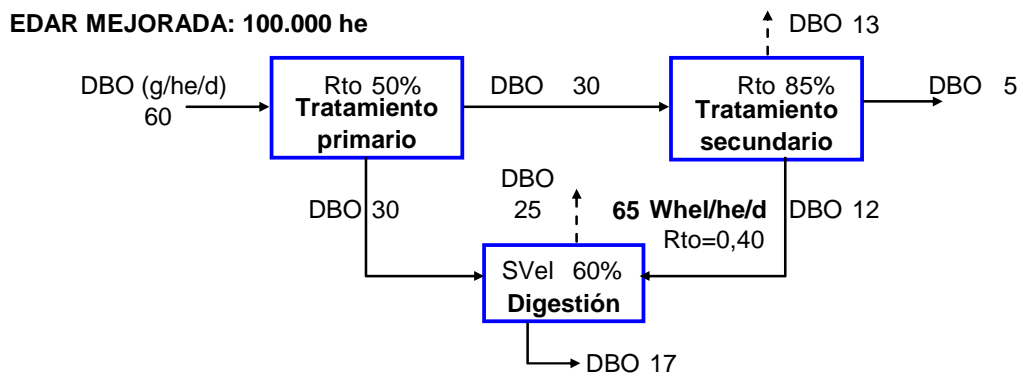 EDAR MEJORADA: 100.000 he
DBO 13
DBO (g/he/d)
60
Rto 50%
Tratamiento
primario
DBO 30
Rto 85%
Tratamiento
secundario
DBO 5
DBO 30
DBO
25
65 Whel/he/d
Rto=0,40
DBO 12
SVel 60%
Digestión
DBO 17